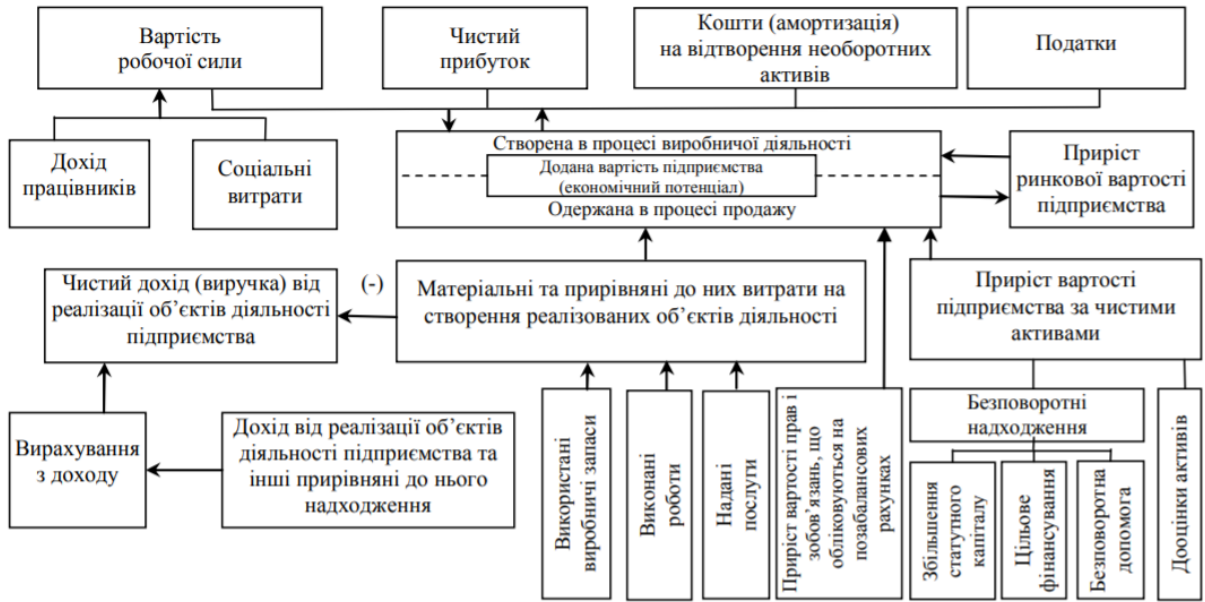 Вартість
робочої сили
Чистий
прибуток
Кошти (амортизація)
на відтворення необоротних
активів
Податки
Дохід
працівників
Соціальні
витрати
Створена в процесі виробничої діяльності
Додана вартість підприємства
(економічний потенціал)
Одержана в процесі продажу
Приріст
ринкової вартості
підприємства
Чистий дохід (виручка) від
реалізації об’єктів діяльності
підприємства
(-)
Матеріальні та прирівняні до них витрати на
створення реалізованих об’єктів діяльності
Приріст вартості
підприємства за чистими
активами
Вирахування
з доходу
Дохід від реалізації об’єктів
діяльності підприємства та
інші прирівняні до нього
надходження
Використані
виробничі запаси
Виконані
роботи
Надані
послуги
Приріст вартості прав і
зобов’язань, що
обліковуються на
позабалансових
рахунках
Безповоротні
надходження
Збільшення
статутного
капіталу
Цільове
фінансування
Безповоротна
допомога
Дооцінки активів